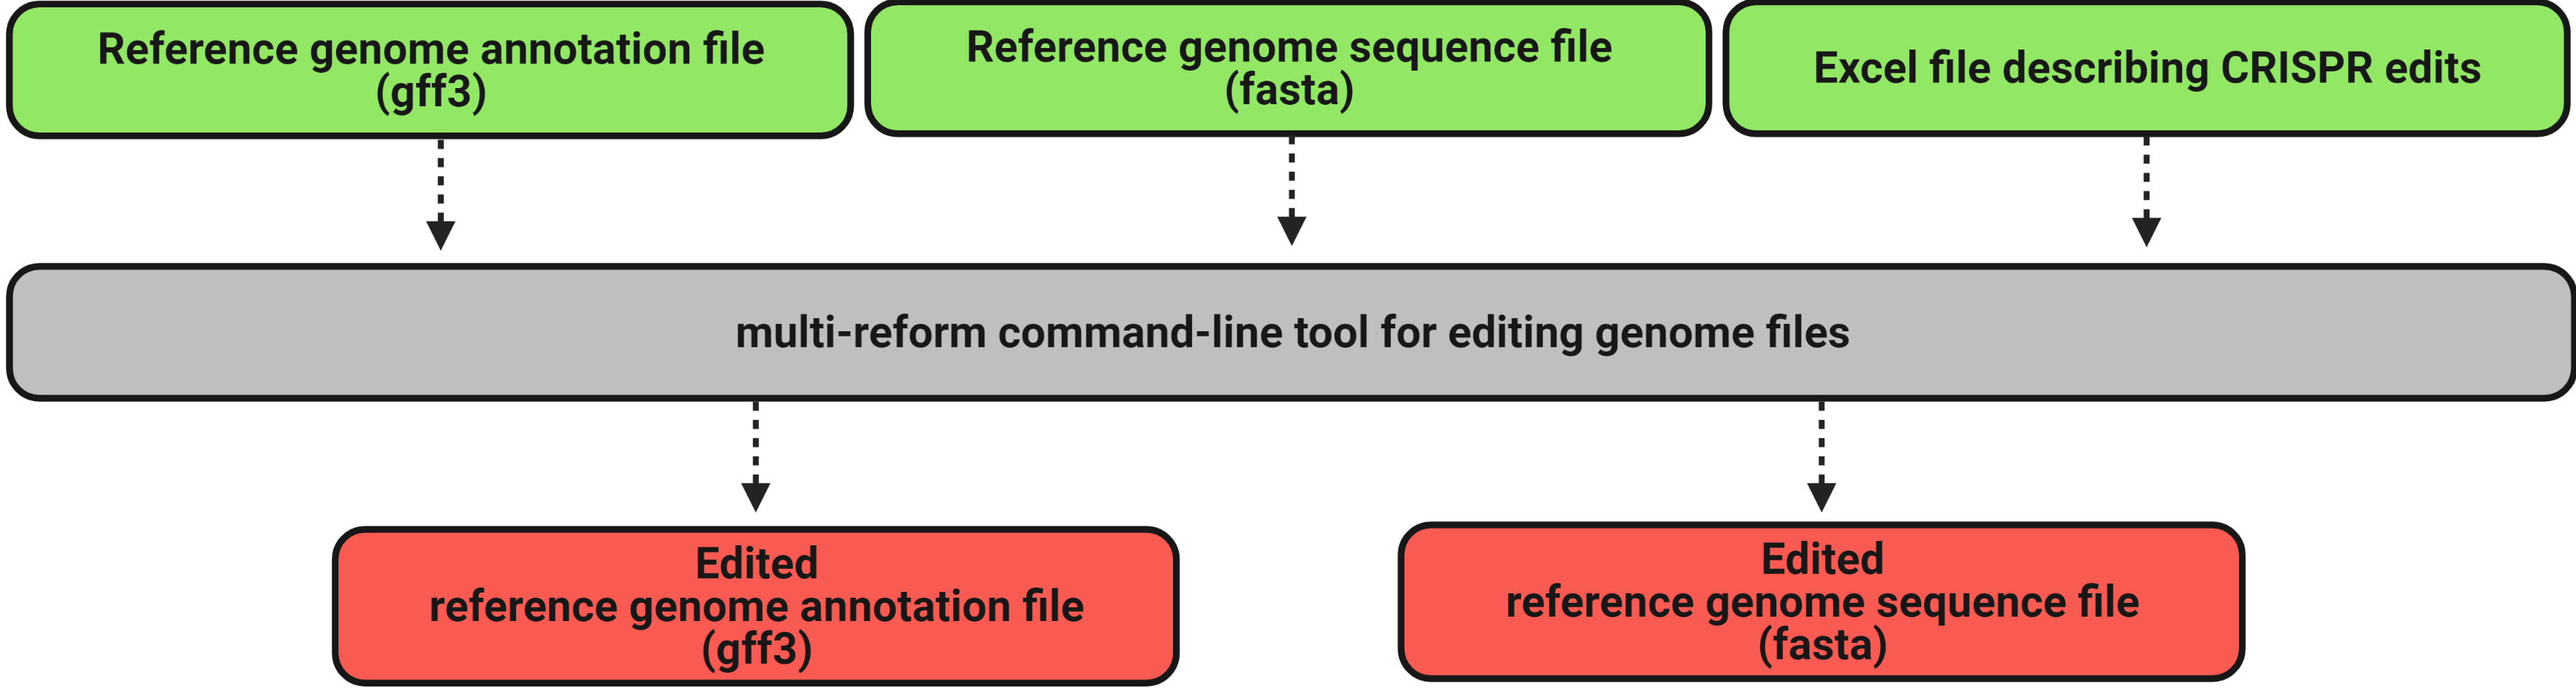 Reference genome annotation file
(gff3)
Reference genome sequence file
(fasta)
Excel file describing CRISPR edits
multi-reform command-line tool for editing genome files
Edited
reference genome annotation file
(gff3)
Edited
reference genome sequence file
(fasta)